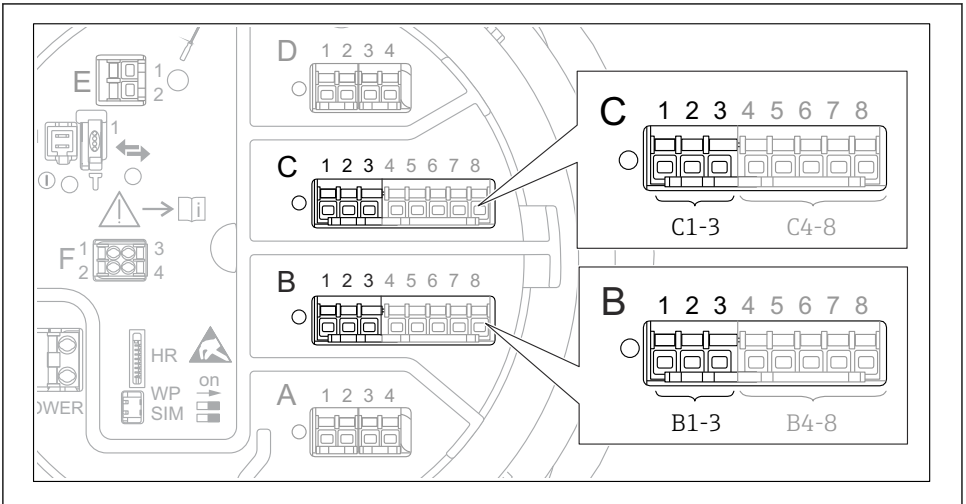 D 1 2 3 4
E 1
2
1
C 1 2 3 4 5 6 7 8
i
F 1 3
2 4
B 1 2 3 4 5 6 7 8
HR
WP on
SIM
OWER
A 1 2 3 4
C 1 2 3 4 5 6 7 8
C1-3 C4-8
B 1 2 3 4 5 6 7 8
B1-3 B4-8